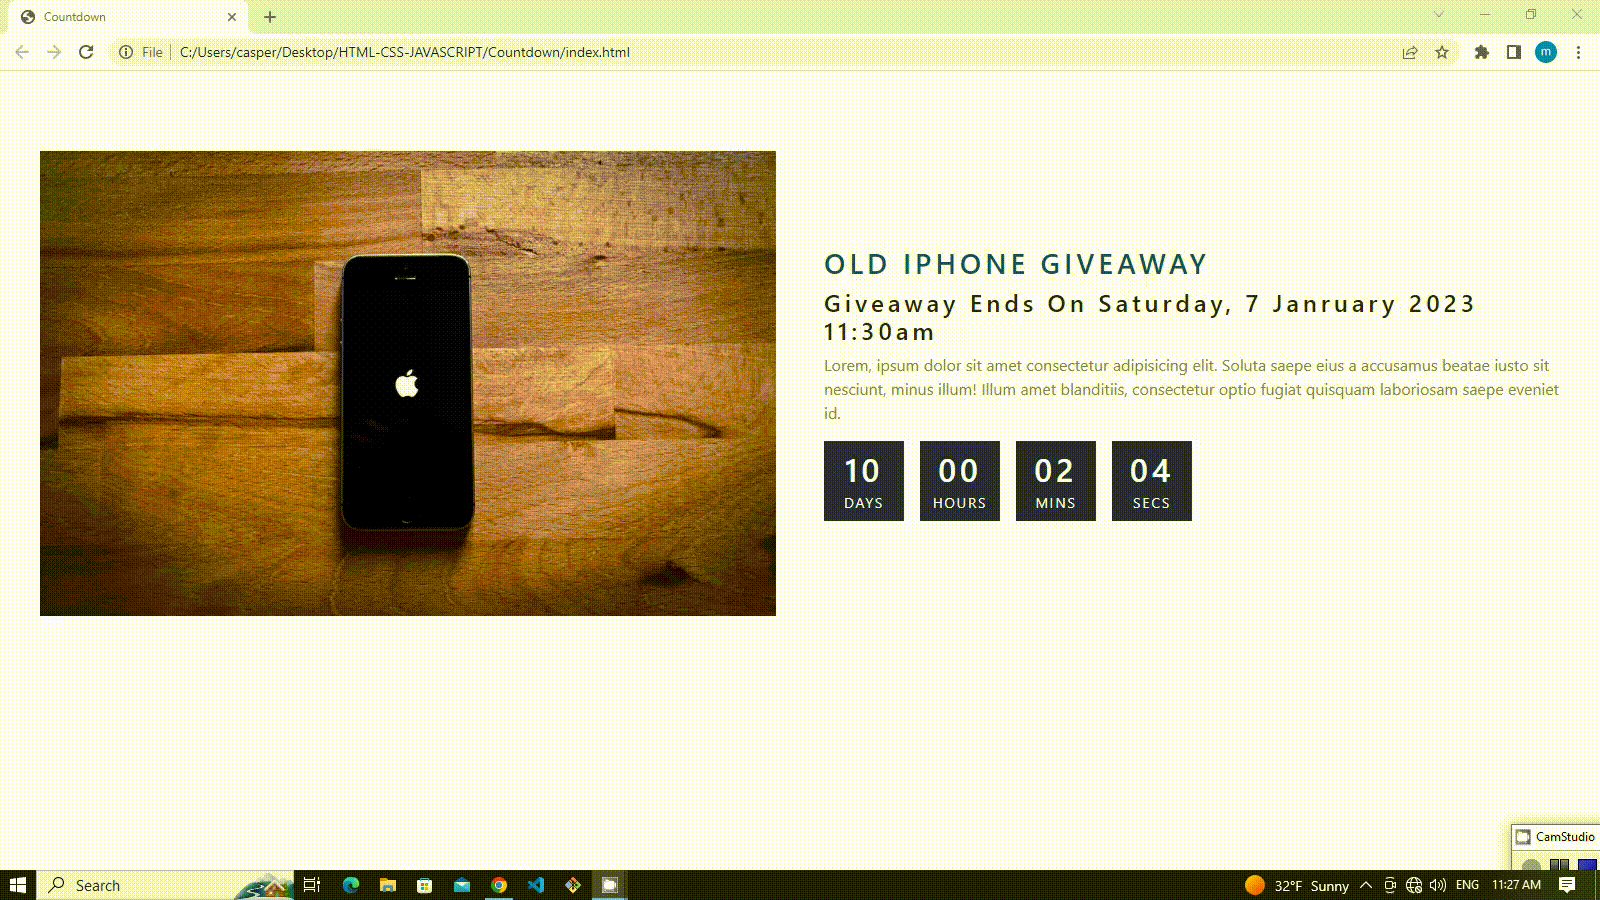 Countdown
File
C:/Users/casper/Desktop/HTML-CSS-JAVASCRIPT/Countdown/index.html
m
OLD IPHONE GIVEAWAY
Giveaway Ends On Saturday, 7 Janruary 2023
11:30am
Lorem, ipsum dolor sit amet consectetur adipisicing elit. Soluta saepe eius a accusamus beatae iusto sit
nesciunt, minus illum! Illum amet blanditiis, consectetur optio fugiat quisquam laboriosam saepe eveniet
id.
10 00 02 04
DAYS HOURS MINS SECS
CamStudio
Search
32°F Sunny
ENG
11:27 AM